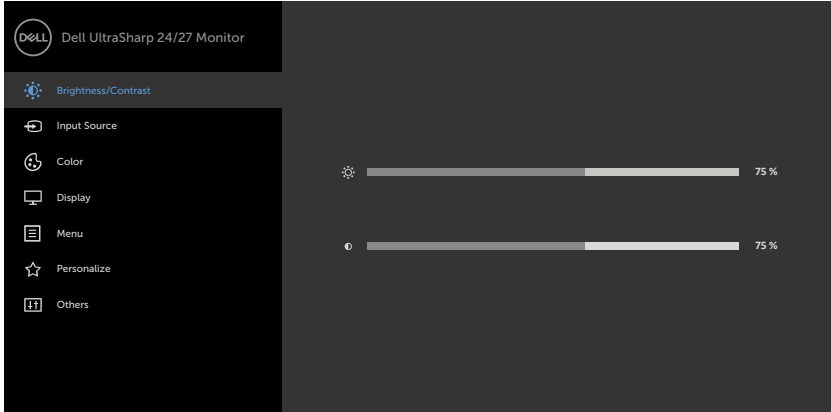 DELL Dell UltraSharp 24/27 Monitor
Brightness/Contrast
Input Source
Color
75 %
Display
Menu
75 %
Personalize
Others